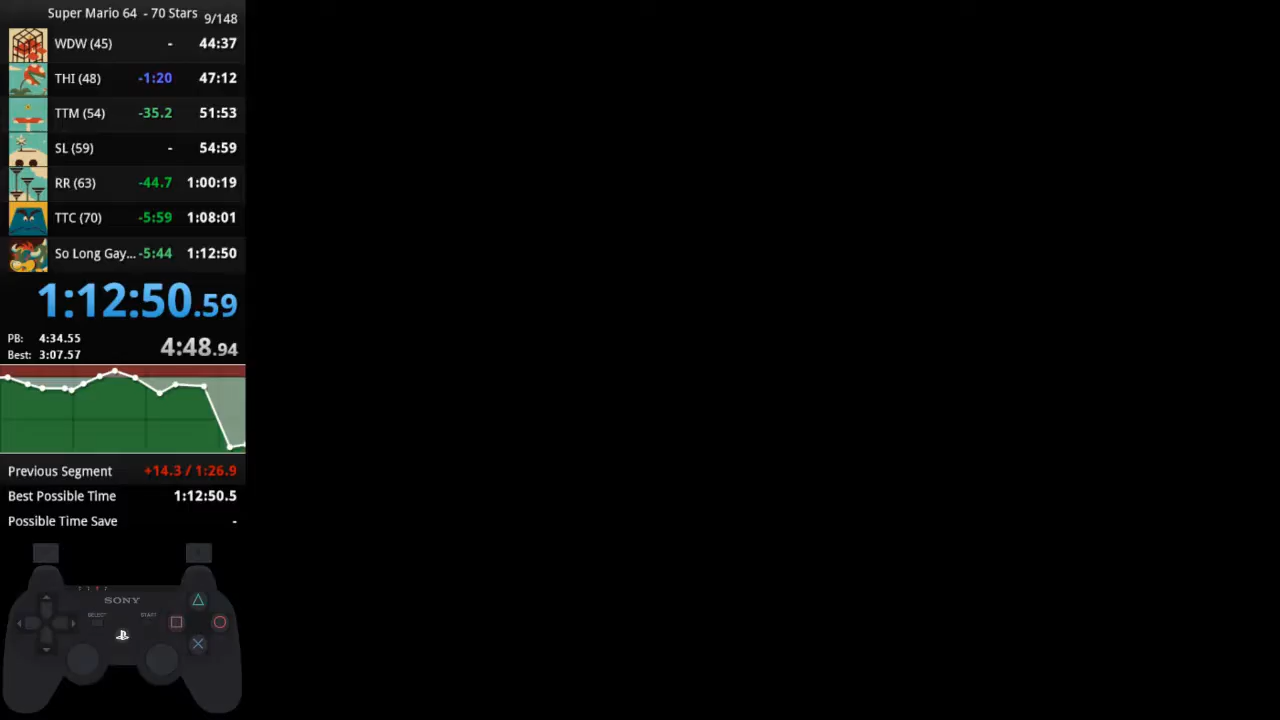 Super Mario 64 - 70 Stars 9/148
WDW (45) - 44:37
THI (48) -1:20 47:12
TTM (54) -35.2 51:53
SL (59) - 54:59
RR (63) -44.7 1:00:19
TTC (70) -5:59 1:08:01
So Long Gay... -5:44 1:12:50
1:12:50.59
PB: 4:34.55
Best: 3:07.57
4:48.94
Previous Segment +14.3 / 1:26.9
Best Possible Time 1:12:50.5
Possible Time Save -
SONY
SELECT START